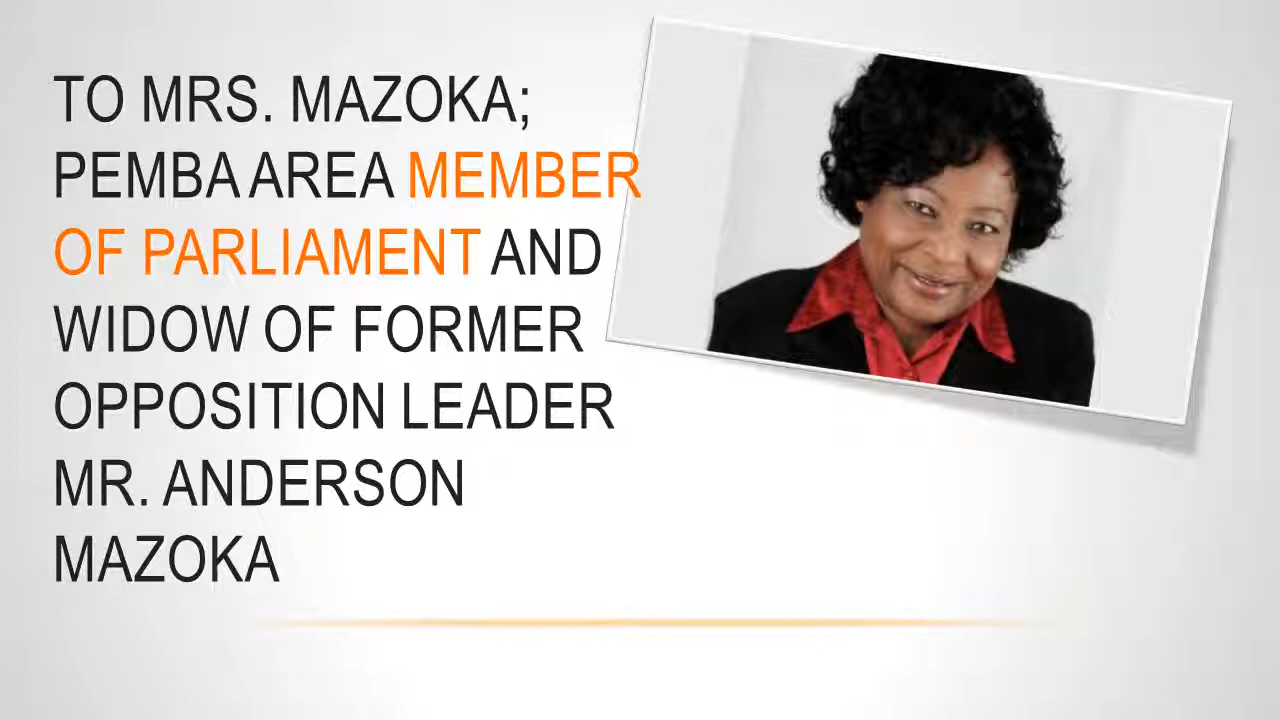 TO MRS. MAZOKA;
PEMBA AREA MEMBER
OF PARLIAMENT AND
WIDOW OF FORMER
OPPOSITION LEADER
MR. ANDERSON
MAZOKA